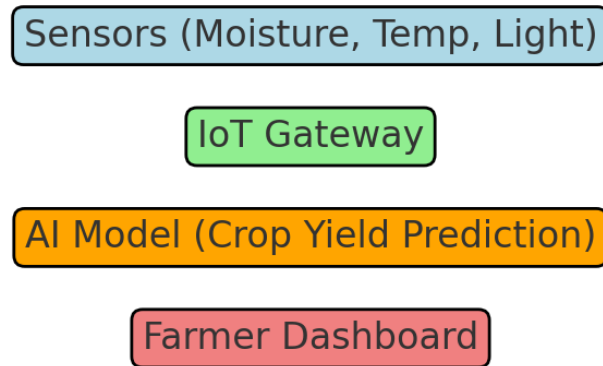 Sensors (Moisture, Temp, Light)
IoT Gateway
AI Model (Crop Yield Prediction)
Farmer Dashboard